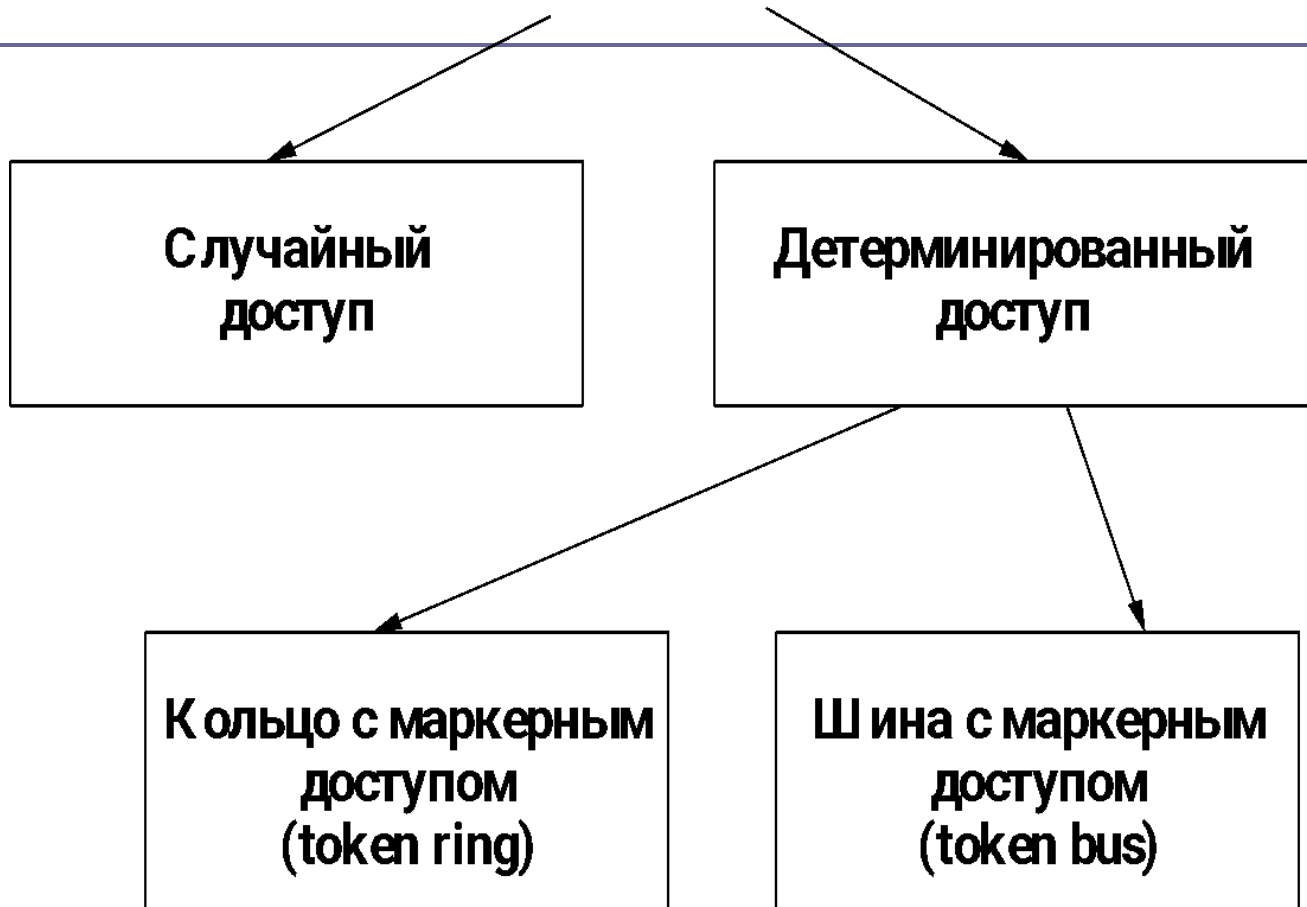 Случайный
доступ
Детерминированный
доступ
Кольцо с маркерным
доступом
(token ring)
Шина с маркерным
доступом
(token bus)